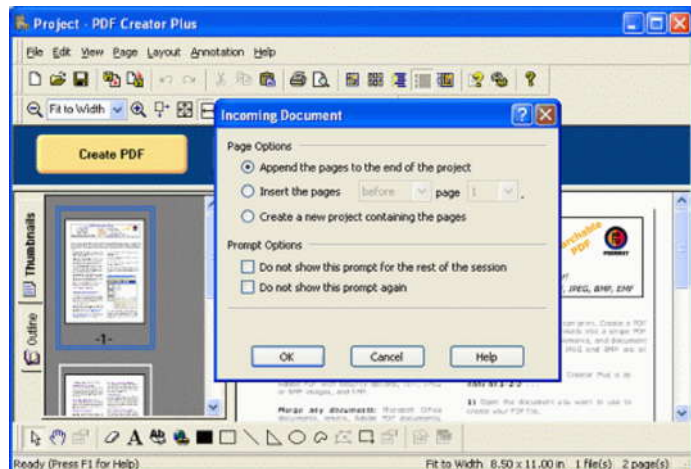 Project - PDF Creator Plus
File Edit View Page Layout Annotation Help
Fit to Width
Create PDF
Incoming Document
Page Options
Append the pages to the end of the project
Insert the pages before page 1 .
Create a new project containing the pages
Prompt Options
Do not show this prompt for the rest of the session
Do not show this prompt again
OK Cancel Help
Thumbnails
Outline
-1-
PDF
, JPEG, BMP, EMF
Merge any documents: Microsoft Office
Ready (Press F1 for Help)
Fit to Width 8.50 x 11.00 in 1 file(s) 2 page(s)